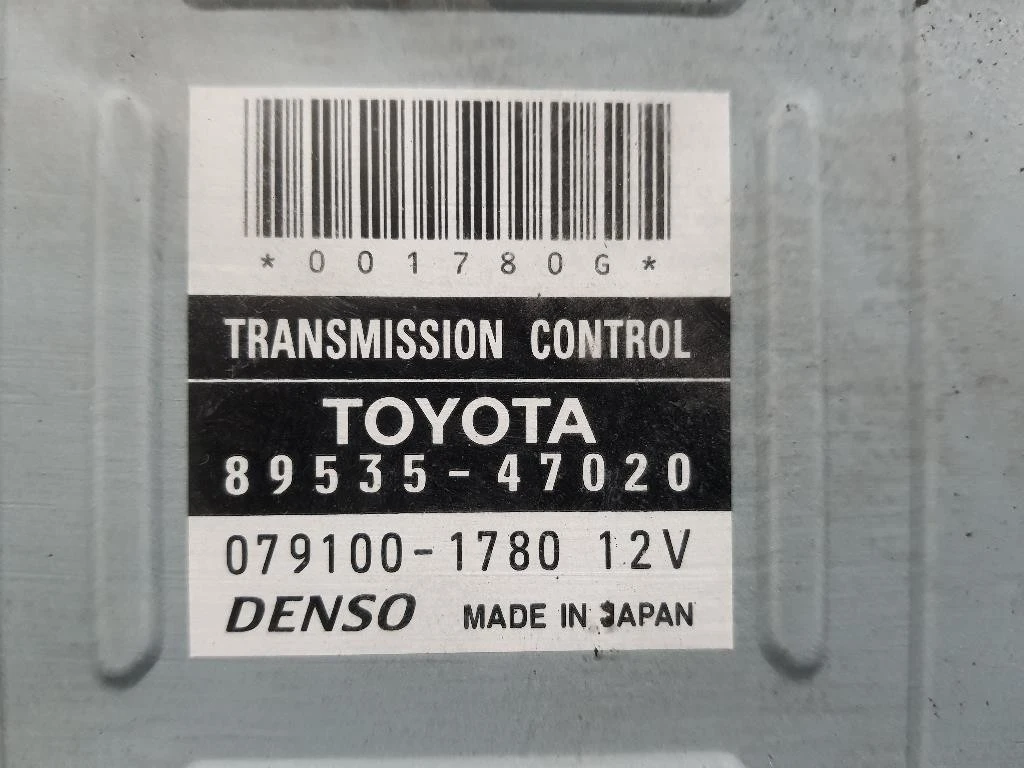 *001780G*
TRANSMISSION CONTROL
TOYOTA
89535-47020
079100-1780 12V
DENSO MADE IN JAPAN